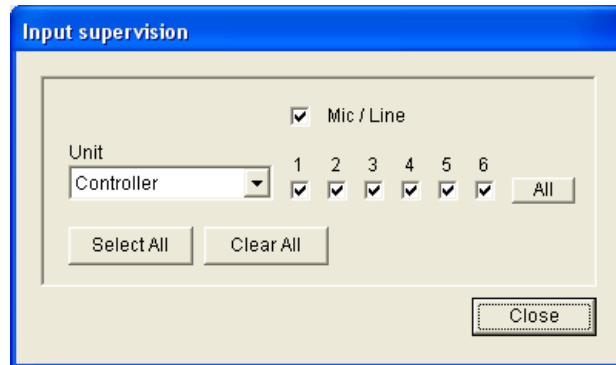 Input supervision
Mic / Line
Unit
1 2 3 4 5 6
Controller
All
Select All Clear All
Close